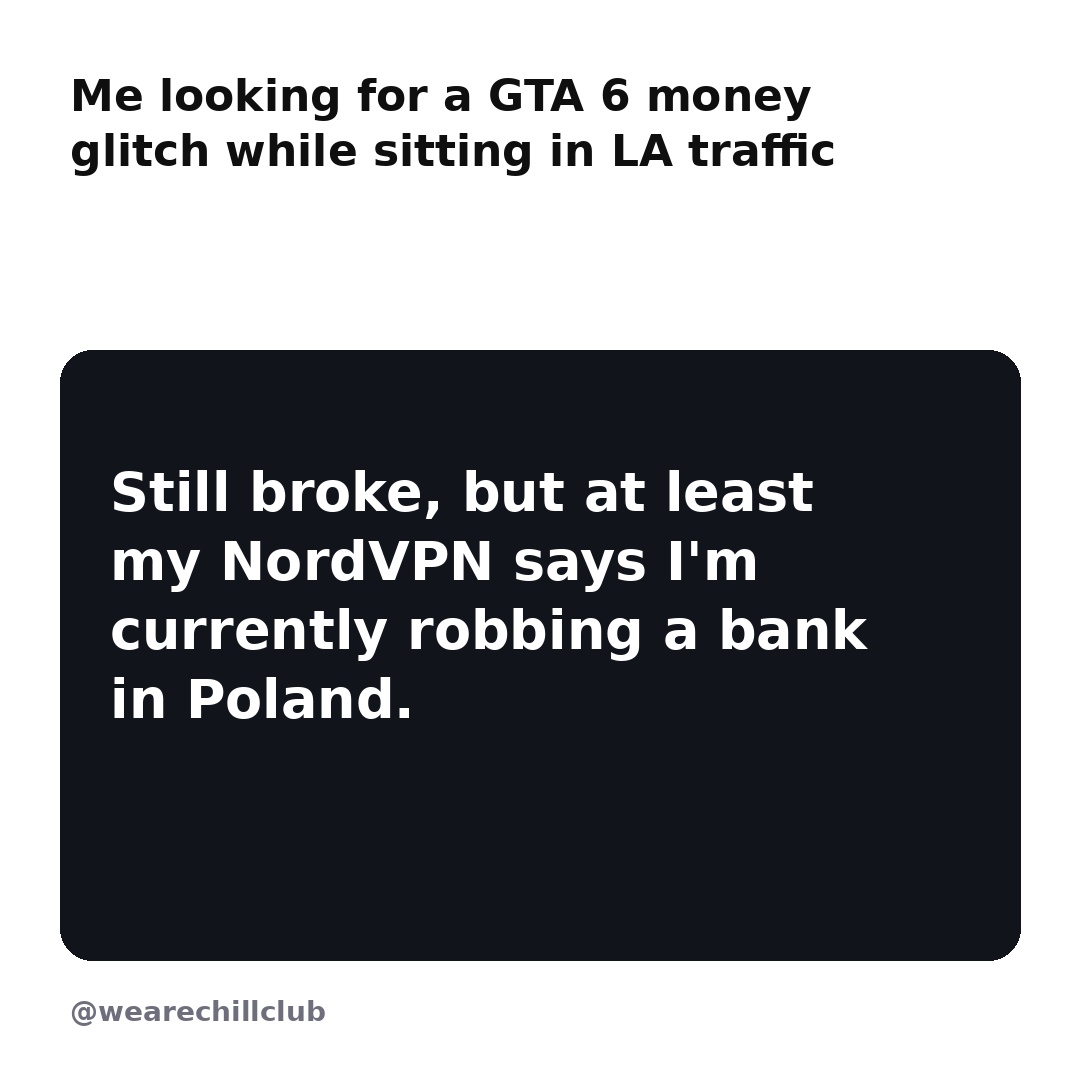 Me looking for a GTA 6 money
glitch while sitting in LA traffic
Still broke, but at least
my NordVPN says I'm
currently robbing a bank
in Poland.
@wearechillclub